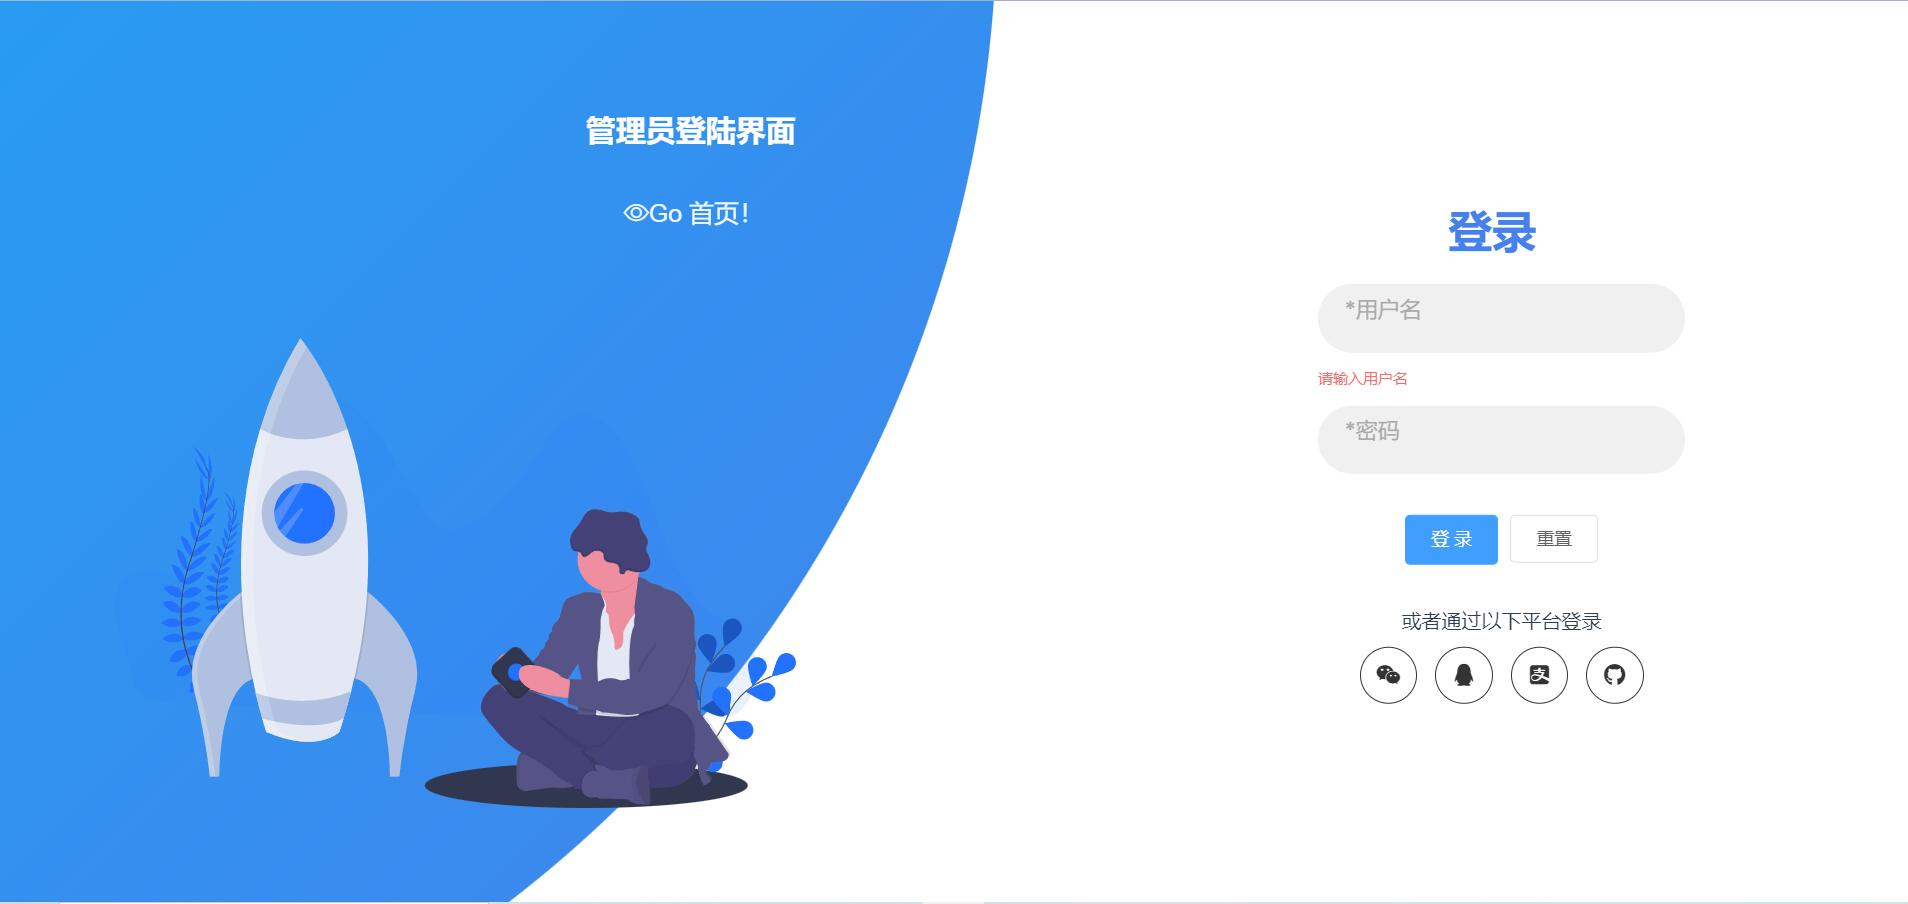 管理员登陆界面
Go 首页！
登录
*用户名
请输入用户名
*密码
登 录
重置
或者通过以下平台登录
支